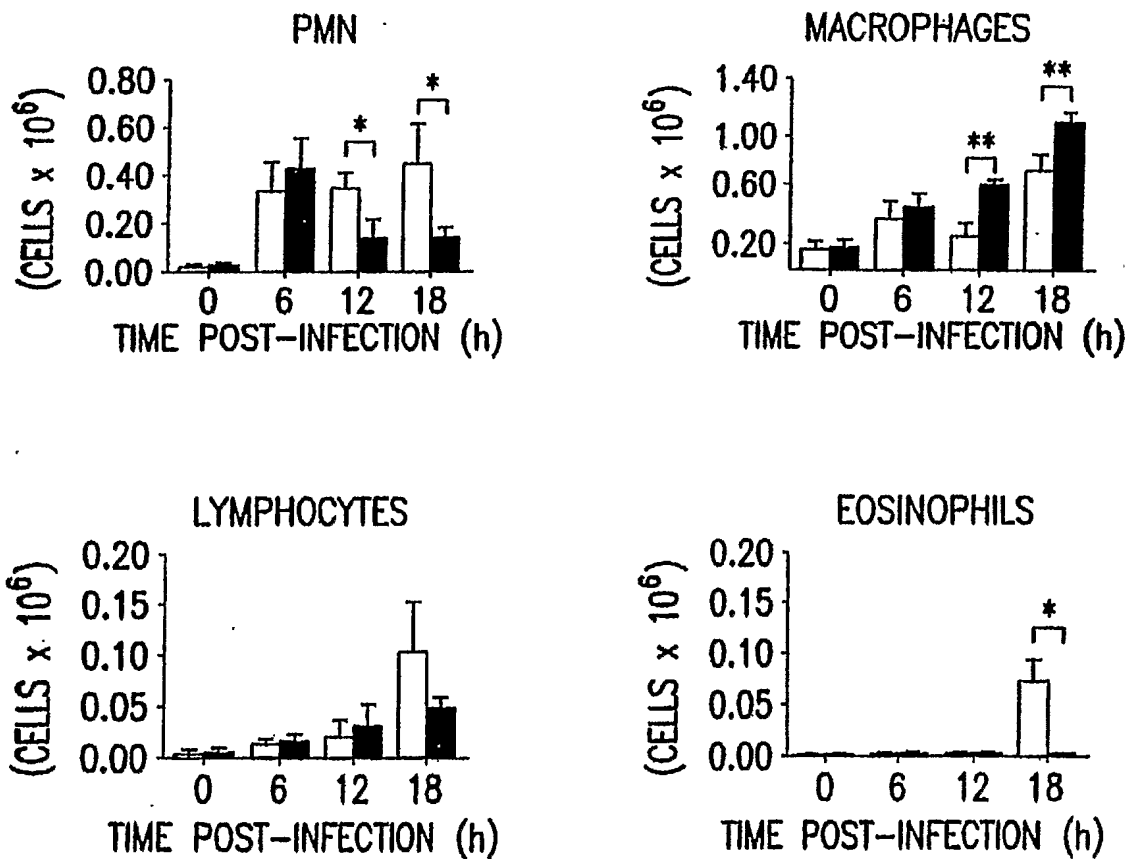 PMN
(CELLS x 10⁶)
0.80
0.60
0.40
0.20
0.00
*
*
0 6 12 18
TIME POST-INFECTION (h)
MACROPHAGES
(CELLS x 10⁶)
1.40
1.00
0.60
0.20
**
**
0 6 12 18
TIME POST-INFECTION (h)
LYMPHOCYTES
(CELLS x 10⁶)
0.20
0.15
0.10
0.05
0.00
0 6 12 18
TIME POST-INFECTION (h)
EOSINOPHILS
(CELLS x 10⁶)
0.20
0.15
0.10
0.05
0.00
*
0 6 12 18
TIME POST-INFECTION (h)